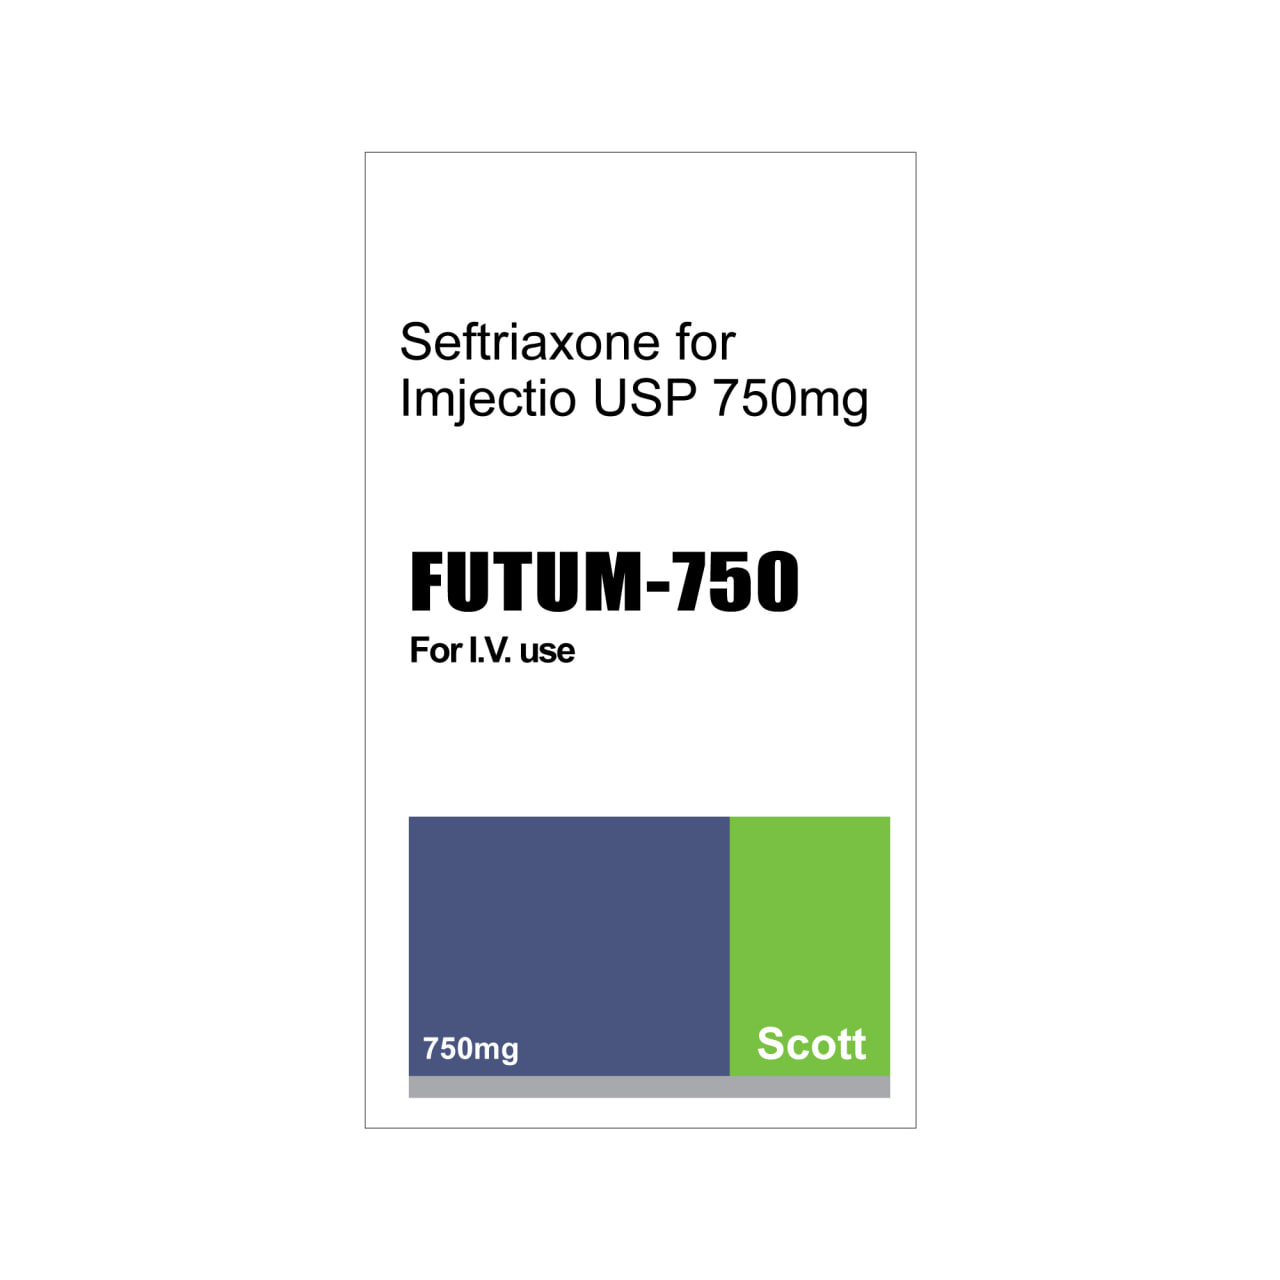 Seftriaxone for
Imjectio USP 750mg
FUTUM-750
For I.V. use
750mg
Scott